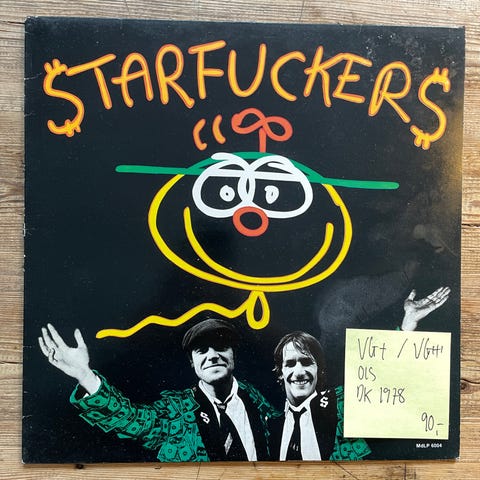 $TARFUCKER$
VG+ / VG++
OIS
DK 1978
90,-
MdLP 6004